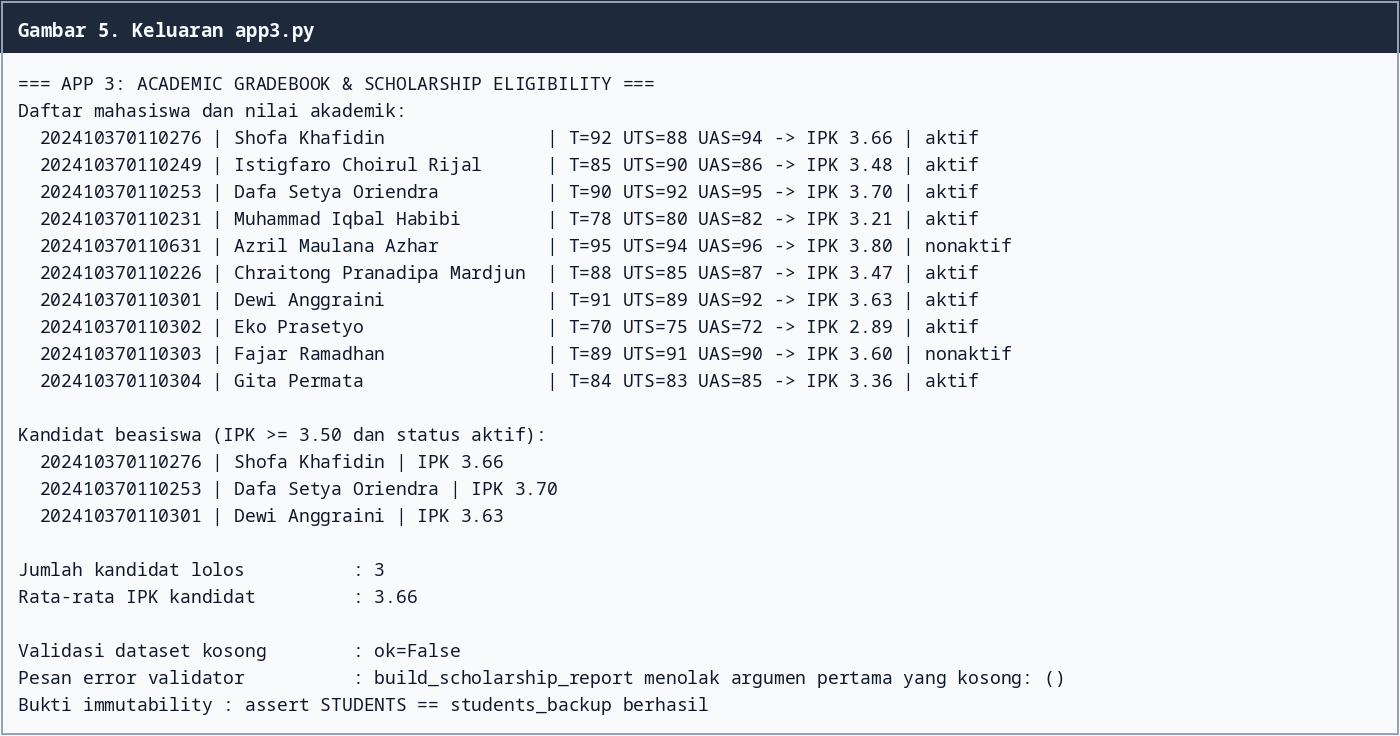 Gambar 5. Keluaran app3.py
=== APP 3: ACADEMIC GRADEBOOK & SCHOLARSHIP ELIGIBILITY ===
Daftar mahasiswa dan nilai akademik:
  202410370110276 | Shofa Khafidin               | T=92 UTS=88 UAS=94 -> IPK 3.66 | aktif
  202410370110249 | Istigfaro Choirul Rijal      | T=85 UTS=90 UAS=86 -> IPK 3.48 | aktif
  202410370110253 | Dafa Setya Oriendra          | T=90 UTS=92 UAS=95 -> IPK 3.70 | aktif
  202410370110231 | Muhammad Iqbal Habibi        | T=78 UTS=80 UAS=82 -> IPK 3.21 | aktif
  202410370110631 | Azril Maulana Azhar          | T=95 UTS=94 UAS=96 -> IPK 3.80 | nonaktif
  202410370110226 | Chraitong Pranadipa Mardjun  | T=88 UTS=85 UAS=87 -> IPK 3.47 | aktif
  202410370110301 | Dewi Anggraini               | T=91 UTS=89 UAS=92 -> IPK 3.63 | aktif
  202410370110302 | Eko Prasetyo                 | T=70 UTS=75 UAS=72 -> IPK 2.89 | aktif
  202410370110303 | Fajar Ramadhan               | T=89 UTS=91 UAS=90 -> IPK 3.60 | nonaktif
  202410370110304 | Gita Permata                 | T=84 UTS=83 UAS=85 -> IPK 3.36 | aktif
Kandidat beasiswa (IPK >= 3.50 dan status aktif):
  202410370110276 | Shofa Khafidin | IPK 3.66
  202410370110253 | Dafa Setya Oriendra | IPK 3.70
  202410370110301 | Dewi Anggraini | IPK 3.63
Jumlah kandidat lolos          : 3
Rata-rata IPK kandidat         : 3.66
Validasi dataset kosong        : ok=False
Pesan error validator          : build_scholarship_report menolak argumen pertama yang kosong: ()
Bukti immutability : assert STUDENTS == students_backup berhasil